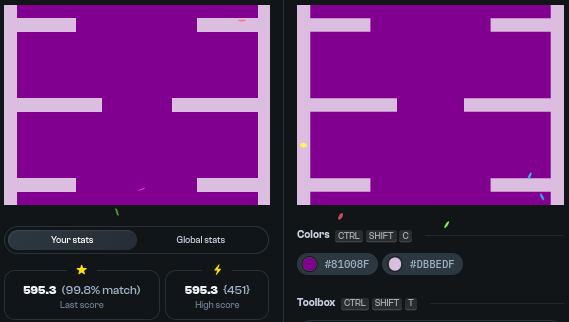 Your stats
Global stats
595.3 (99.8% match)
Last score
595.3 {451}
High score
Colors CTRL SHIFT C
#81008F
#DBBEDF
Toolbox CTRL SHIFT T